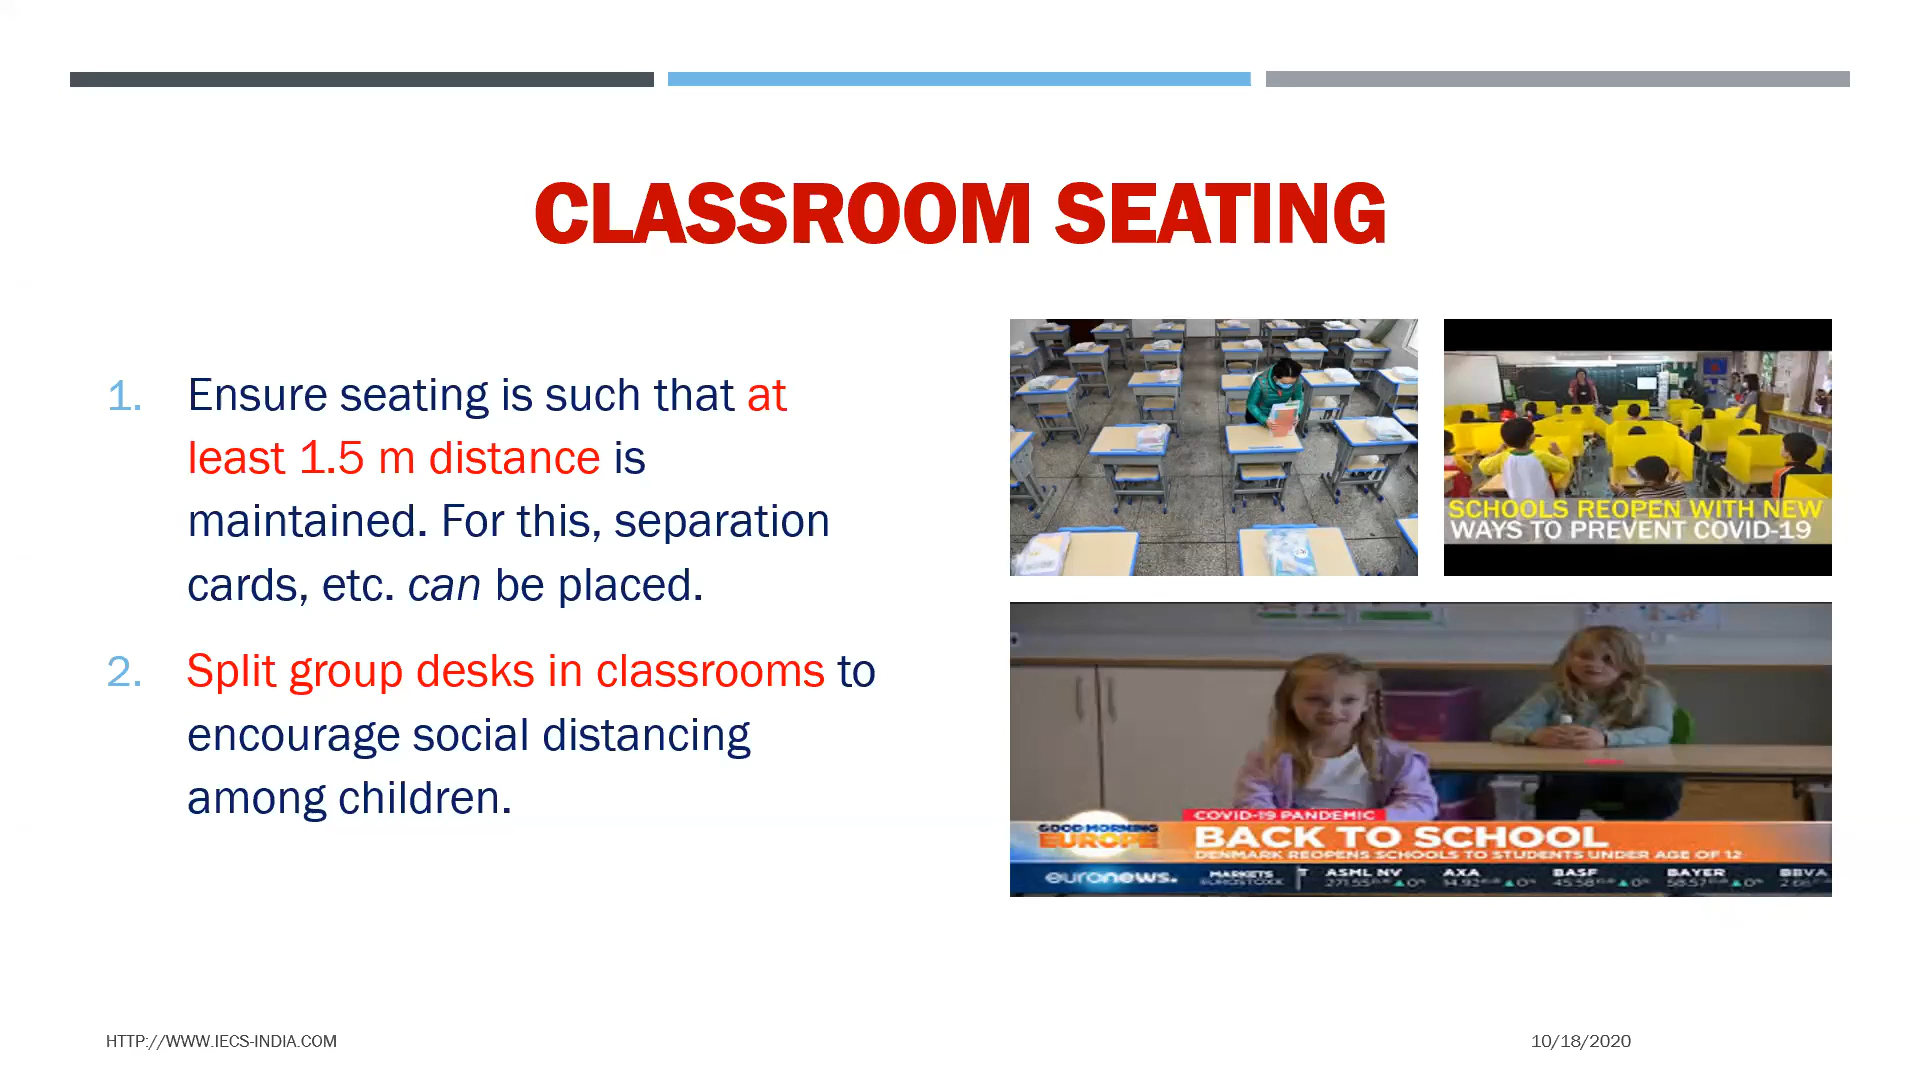 CLASSROOM SEATING
1. Ensure seating is such that at
least 1.5 m distance is
maintained. For this, separation
cards, etc. can be placed.
2. Split group desks in classrooms to
encourage social distancing
among children.
SCHOOLS REOPEN WITH NEW
WAYS TO PREVENT COVID-19
COVID-19 PANDEMIC
GOOD MORNING
EUROPE
BACK TO SCHOOL
DENMARK REOPENS SCHOOLS TO STUDENTS UNDER AGE OF 12
euronews.
MARKETS
EUROSTOXX
T ASML NV AXA BASF BAYER BBVA
HTTP://WWW.IECS-INDIA.COM
10/18/2020